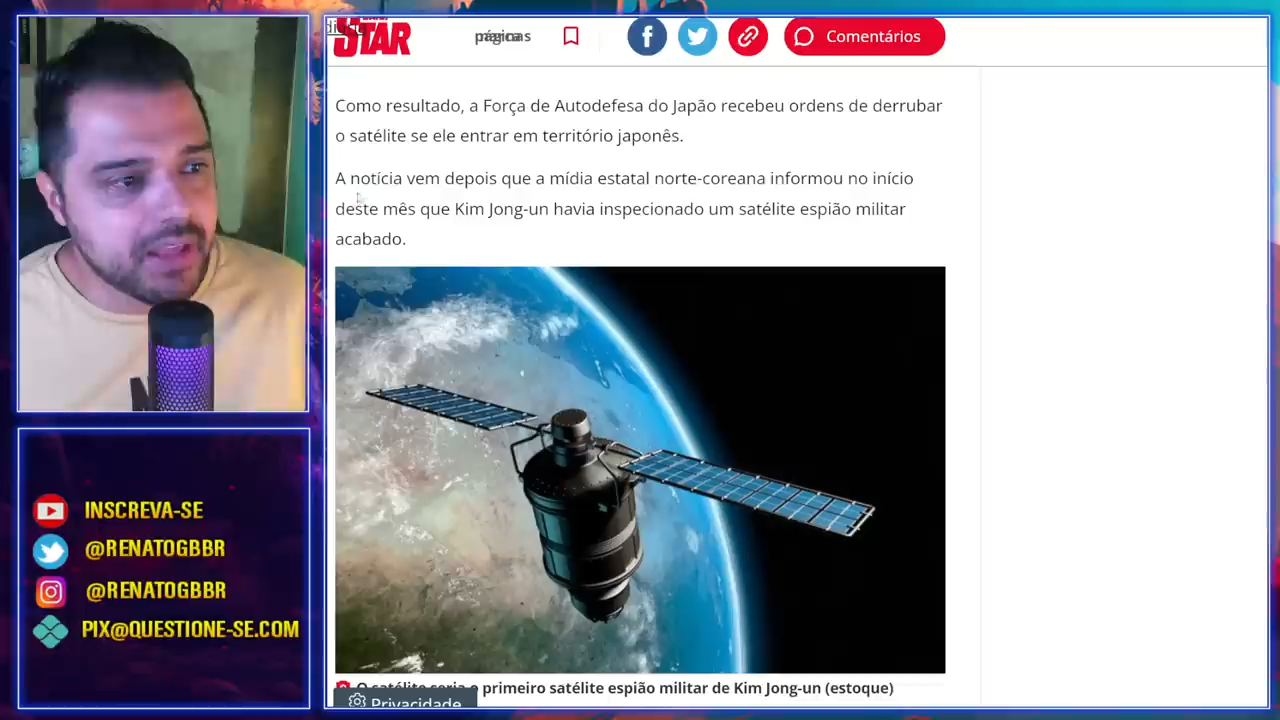 STAR
Comentários
Como resultado, a Força de Autodefesa do Japão recebeu ordens de derrubar
o satélite se ele entrar em território japonês.
A notícia vem depois que a mídia estatal norte-coreana informou no início
deste mês que Kim Jong-un havia inspecionado um satélite espião militar
acabado.
O satélite seria o primeiro satélite espião militar de Kim Jong-un (estoque)
Privacidade
INSCREVA-SE
@RENATOGBBR
@RENATOGBBR
PIX@QUESTIONE-SE.COM